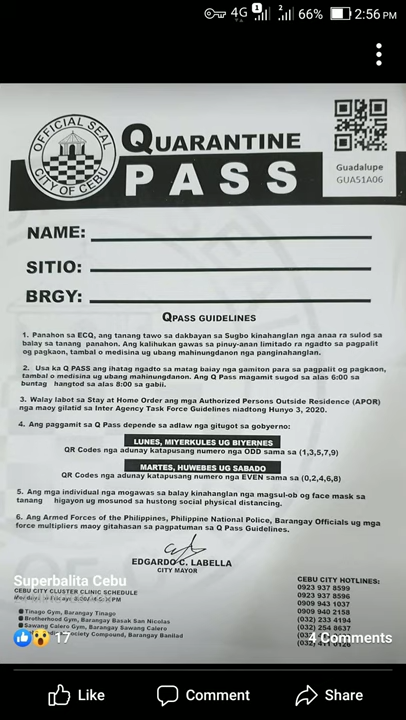 4G 1 2 66% 2:56 PM
OFFICIAL SEAL
CITY OF CEBU
QUARANTINE
PASS
Guadalupe
GUA51A06
NAME:
SITIO:
BRGY:
QPASS GUIDELINES
1. Panahon sa ECQ, ang tanang tawo sa dakbayan sa Sugbo kinahanglan nga anaa ra sulod sa
balay sa tanang panahon. Ang kalihukan gawas sa pinuy-anan limitado ra ngadto sa pagpalit
og pagkaon, tambal o medisina ug ubang mahinungdanon nga panginahanglan.
2. Usa ka Q PASS ang ihatag ngadto sa matag balay nga gamiton para sa pagpalit og pagkaon,
tambal o medisina ug ubang mahinungdanon. Ang Q PASS magamit sugod sa alas 6:00 sa
buntag hangtod sa alas 8:00 sa gabii.
3. Walay labot sa Stay at Home Order ang mga Authorized Persons Outside Residence (APOR)
nga maoy gilatid sa Inter Agency Task Force Guidelines niadtong Hunyo 3, 2020.
4. Ang paggamit sa Q PASS depende sa adlaw nga gitugot sa gobyerno:
LUNES, MIYERKULES UG BIYERNES
QR Codes nga adunay katapusang numero nga ODD sama sa (1,3,5,7,9)
MARTES, HUWEBES UG SABADO
QR Codes nga adunay katapusang numero nga EVEN sama sa (0,2,4,6,8)
5. Ang mga individual nga mogawas sa balay kinahanglan nga magsul-ob og face mask sa
tanang higayon ug mosunod sa hustong social physical distancing.
6. Ang Armed Forces of the Philippines, Philippine National Police, Barangay Officials ug mga
force multipliers maoy gitahasan sa pagpatuman sa Q Pass Guidelines.
EDGARDO C. LABELLA
CITY MAYOR
Superbalita Cebu
CEBU CITY CLUSTER CLINIC SCHEDULE
Tinago Gym, Barangay Tinago
Brotherhood Gym, Barangay Basak San Nicolas
Sawang Calero Gym, Barangay Sawang Calero
Society Compound, Barangay Banilad
17
CEBU CITY HOTLINES:
0923 937 8599
0923 937 8596
0909 943 1037
0909 940 2158
(032) 233 4194
(032) 254 8637
4 Comments
Like
Comment
Share